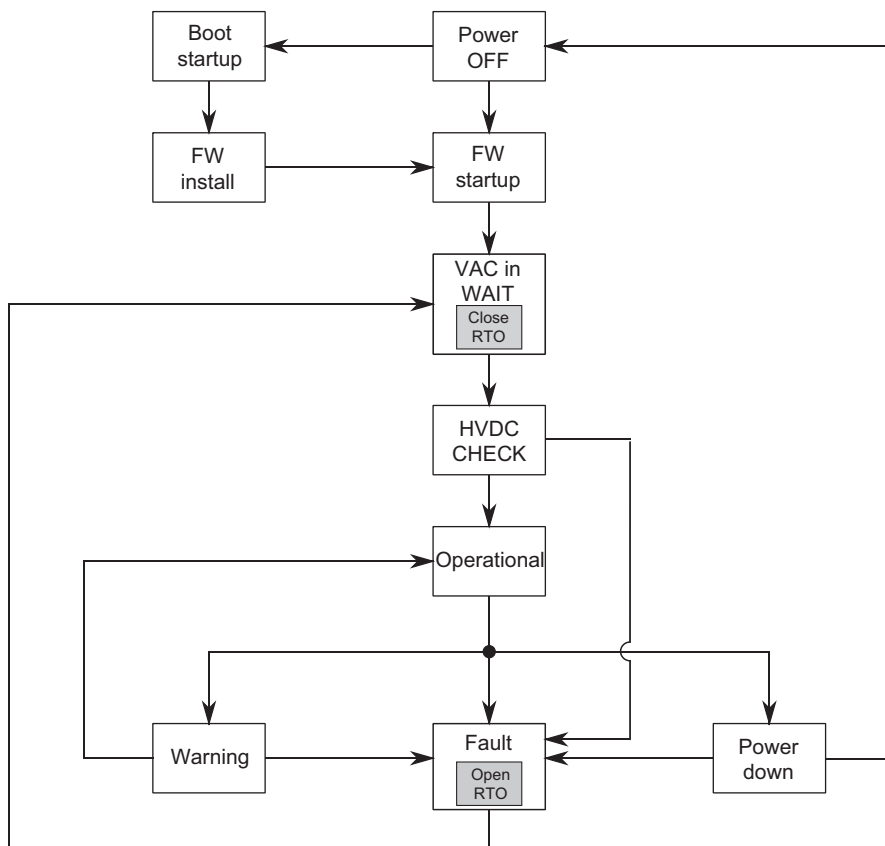 Boot
startup
Power
OFF
FW
install
FW
startup
VAC in
WAIT
Close
RTO
HVDC
CHECK
Operational
Warning
Fault
Open
RTO
Power
down